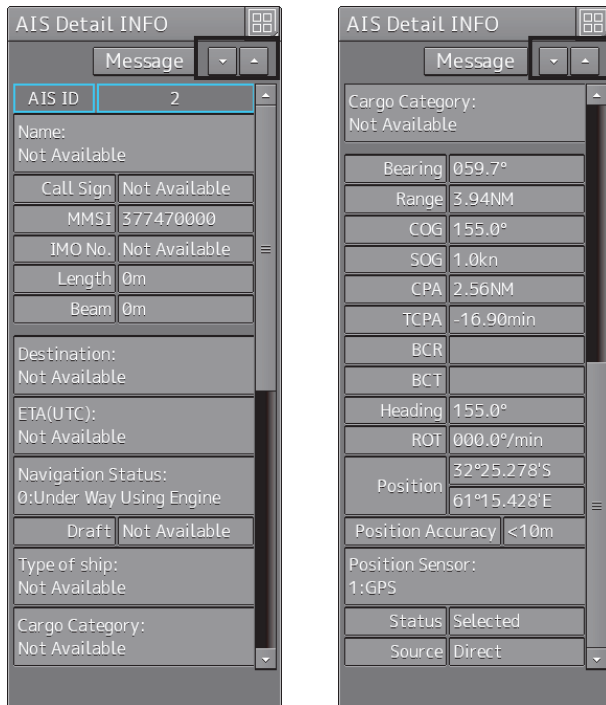 AIS Detail INFO
Message
AIS ID 2
Name:
Not Available
Call Sign Not Available
MMSI 377470000
IMO No. Not Available
Length 0m
Beam 0m
Destination:
Not Available
ETA(UTC):
Not Available
Navigation Status:
0:Under Way Using Engine
Draft Not Available
Type of ship:
Not Available
Cargo Category:
Not Available
AIS Detail INFO
Message
Cargo Category:
Not Available
Bearing 059.7°
Range 3.94NM
COG 155.0°
SOG 1.0kn
CPA 2.56NM
TCPA -16.90min
BCR
BCT
Heading 155.0°
ROT 000.0°/min
Position 32°25.278'S
61°15.428'E
Position Accuracy <10m
Position Sensor:
1:GPS
Status Selected
Source Direct